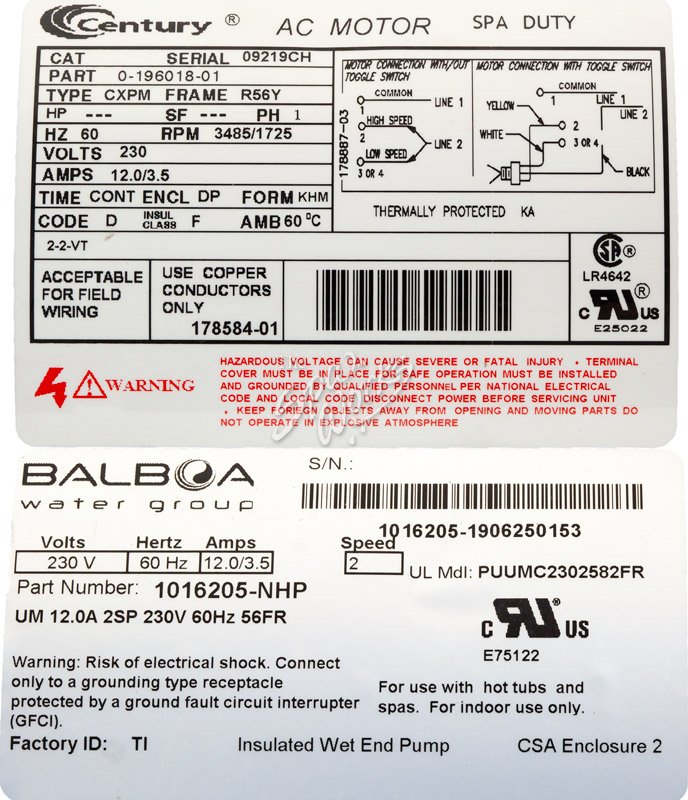 Century ® AC MOTOR SPA DUTY
CAT SERIAL 09219CH
PART 0-196018-01
TYPE CXPM FRAME R56Y
HP --- SF --- PH 1
HZ 60 RPM 3485/1725
VOLTS 230
AMPS 12.0/3.5
TIME CONT ENCL DP FORM KHM
CODE D INSUL CLASS F AMB 60 °C
MOTOR CONNECTION WITH/OUT
TOGGLE SWITCH
COMMON
1
LINE 1
HIGH SPEED
2
LINE 2
LOW SPEED
3 OR 4
178887-03
MOTOR CONNECTION WITH TOGGLE SWITCH
COMMON
1
LINE 1
LINE 2
YELLOW
2
WHITE
3 OR 4
BLACK
THERMALLY PROTECTED KA
2-2-VT
ACCEPTABLE
FOR FIELD
WIRING
USE COPPER
CONDUCTORS
ONLY
178584-01
SA ®
LR4642
c RU ® US
E25022
WARNING
HAZARDOUS VOLTAGE CAN CAUSE SEVERE OR FATAL INJURY • TERMINAL
COVER MUST BE IN PLACE FOR SAFE OPERATION MUST BE INSTALLED
AND GROUNDED BY QUALIFIED PERSONNEL PER NATIONAL ELECTRICAL
CODE AND LOCAL CODE DISCONNECT POWER BEFORE SERVICING UNIT
• KEEP FOREIGN OBJECTS AWAY FROM OPENING AND MOVING PARTS DO
NOT OPERATE IN EXPLOSIVE ATMOSPHERE
BALBOA
water group
S/N.:
1016205-1906250153
Volts Hertz Amps Speed
230 V 60 Hz 12.0/3.5 2
UL Mdl: PUUMC2302582FR
Part Number: 1016205-NHP
UM 12.0A 2SP 230V 60Hz 56FR
c RU ® US
E75122
Warning: Risk of electrical shock. Connect
only to a grounding type receptacle
protected by a ground fault circuit interrupter
(GFCI).
For use with hot tubs and
spas. For indoor use only.
Factory ID: TI Insulated Wet End Pump CSA Enclosure 2